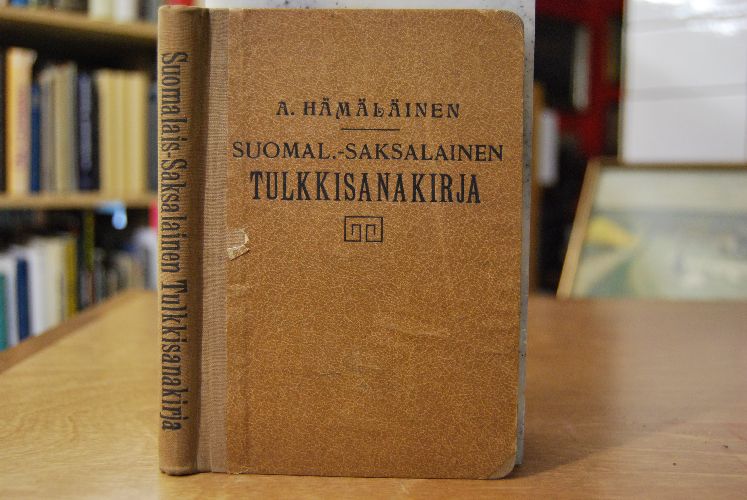 A. HÄMÄLÄINEN
SUOMAL.-SAKSALAINEN
TULKKISANAKIRJA
Suomalais-Saksalainen Tulkkisanakirja